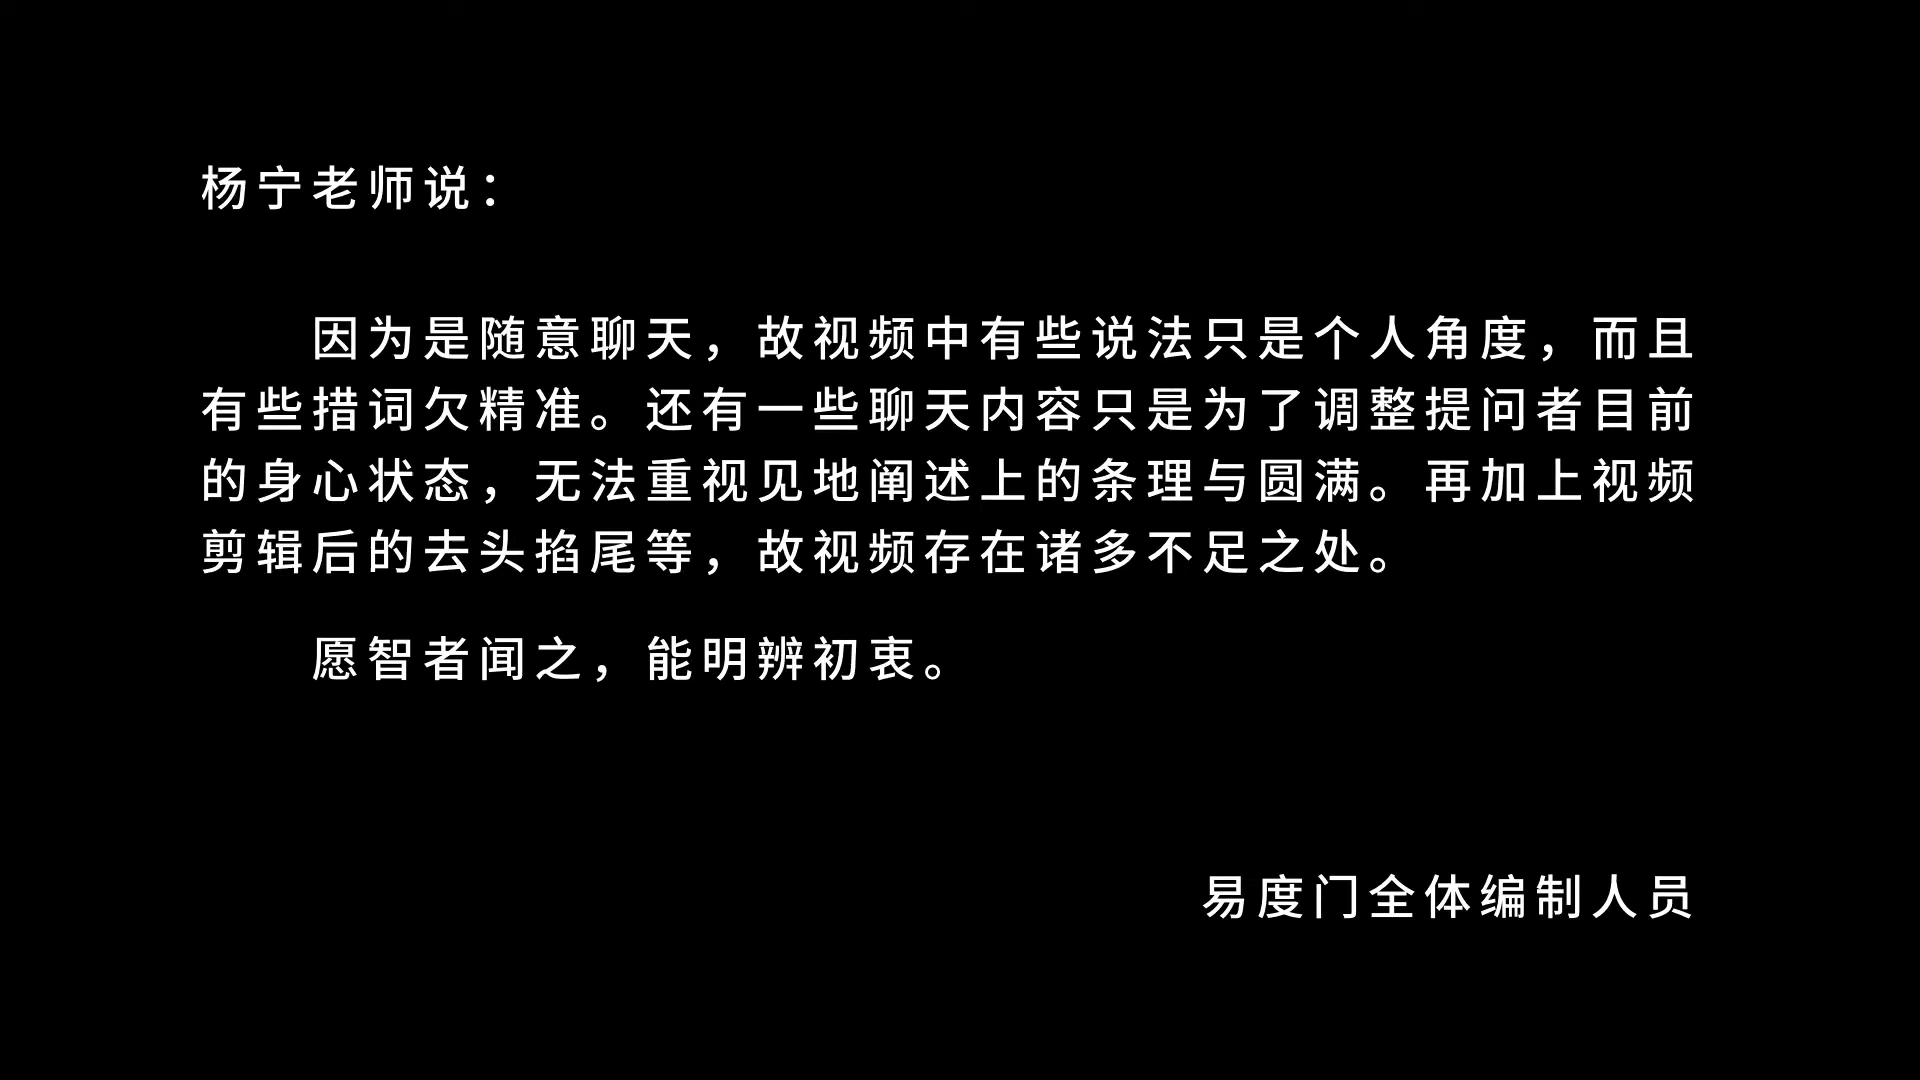 杨宁老师说：
因为是随意聊天，故视频中有些说法只是个人角度，而且
有些措词欠精准。还有一些聊天内容只是为了调整提问者目前
的身心状态，无法重视见地阐述上的条理与圆满。再加上视频
剪辑后的去头掐尾等，故视频存在诸多不足之处。
愿智者闻之，能明辨初衷。
易度门全体编制人员